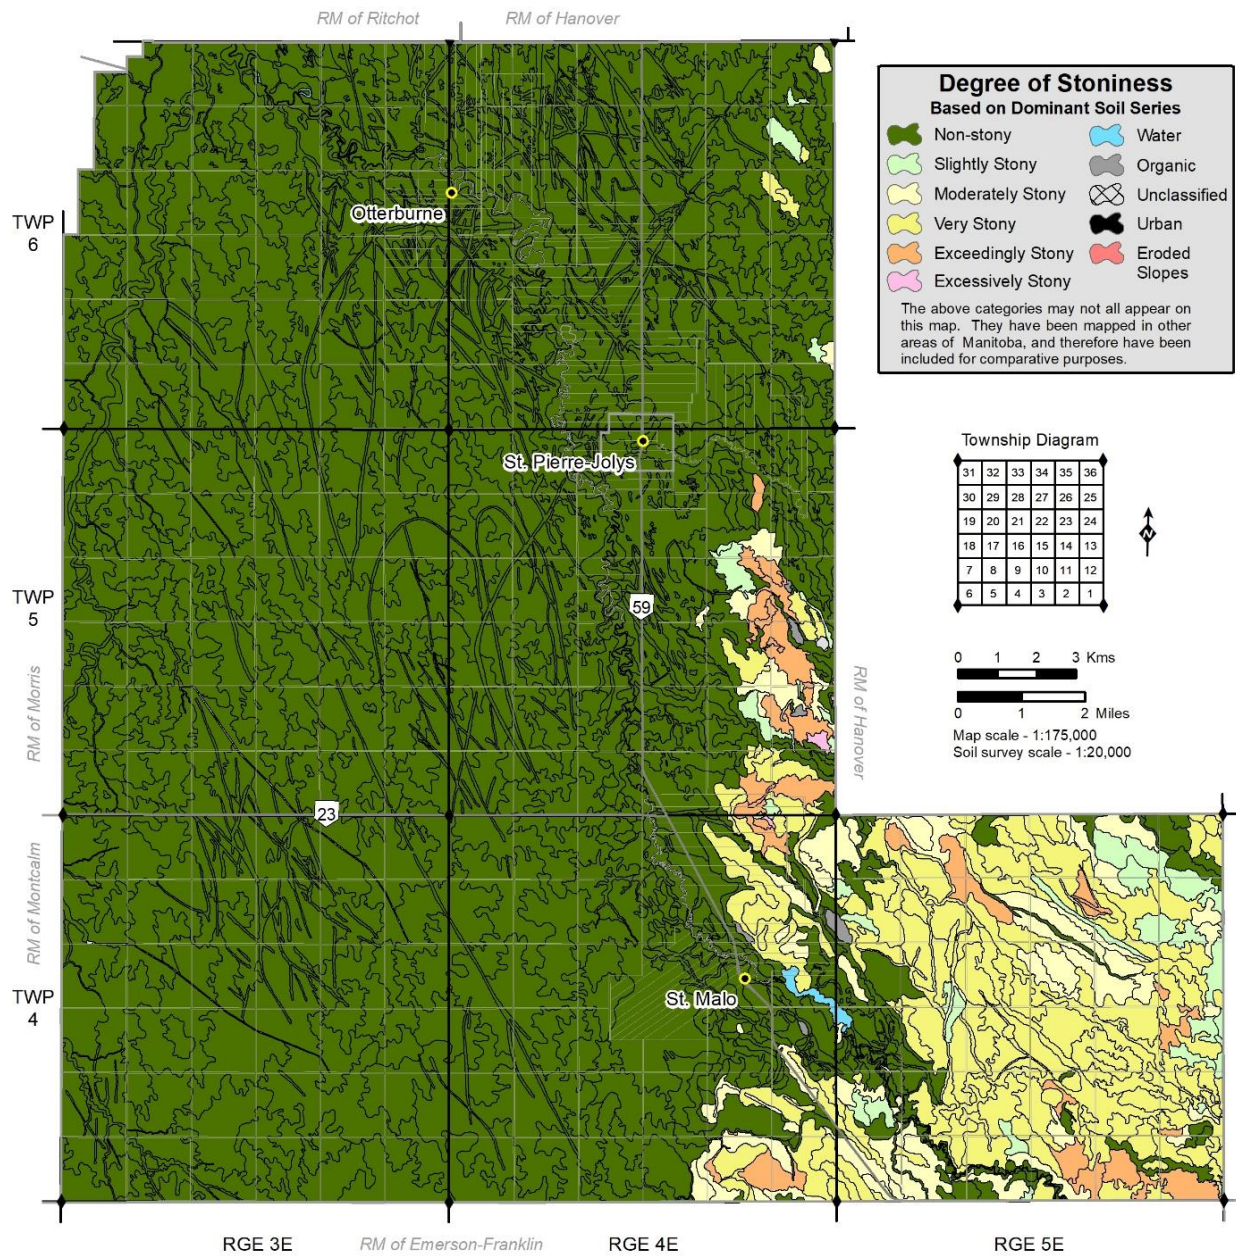 RM of Ritchot
RM of Hanover
Degree of Stoniness
Based on Dominant Soil Series
Non-stony
Slightly Stony
Moderately Stony
Very Stony
Exceedingly Stony
Excessively Stony
Water
Organic
Unclassified
Urban
Eroded
Slopes
The above categories may not all appear on
this map. They have been mapped in other
areas of Manitoba, and therefore have been
included for comparative purposes.
TWP
6
Otterburne
St. Pierre-Jolys
Township Diagram
31 32 33 34 35 36
30 29 28 27 26 25
19 20 21 22 23 24
18 17 16 15 14 13
7 8 9 10 11 12
6 5 4 3 2 1
N
TWP
5
59
RM of Morris
RM of Hanover
0 1 2 3 Kms
0 1 2 Miles
Map scale - 1:175,000
Soil survey scale - 1:20,000
23
RM of Montcalm
TWP
4
St. Malo
RGE 3E
RM of Emerson-Franklin
RGE 4E
RGE 5E